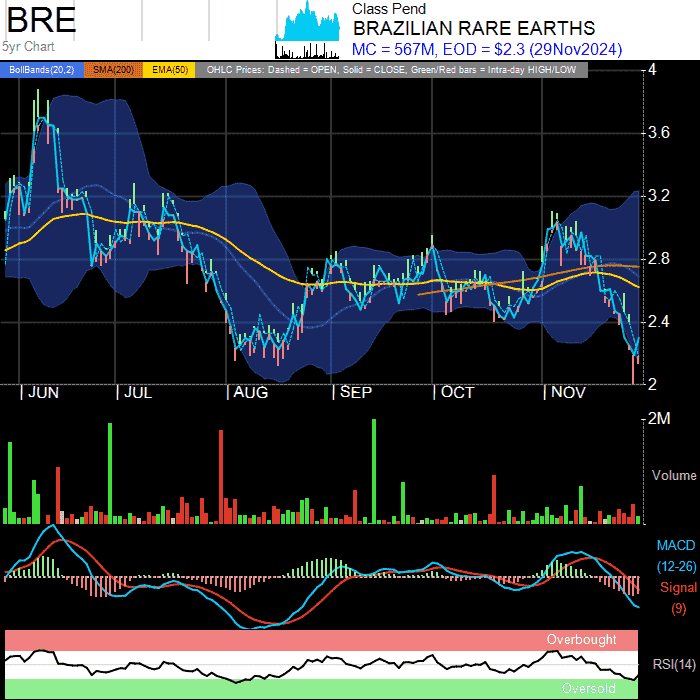 BRE
5yr Chart
Class Pend
BRAZILIAN RARE EARTHS
MC = 567M, EOD = $2.3 (29Nov2024)
BollBands(20,2) SMA(200) EMA(50) OHLC Prices: Dashed = OPEN, Solid = CLOSE, Green/Red bars = Intra-day HIGH/LOW
4
3.6
3.2
2.8
2.4
2
| JUN | JUL | AUG | SEP | OCT | NOV
2M
Volume
MACD
(12-26)
Signal
(9)
Overbought
RSI(14)
Oversold